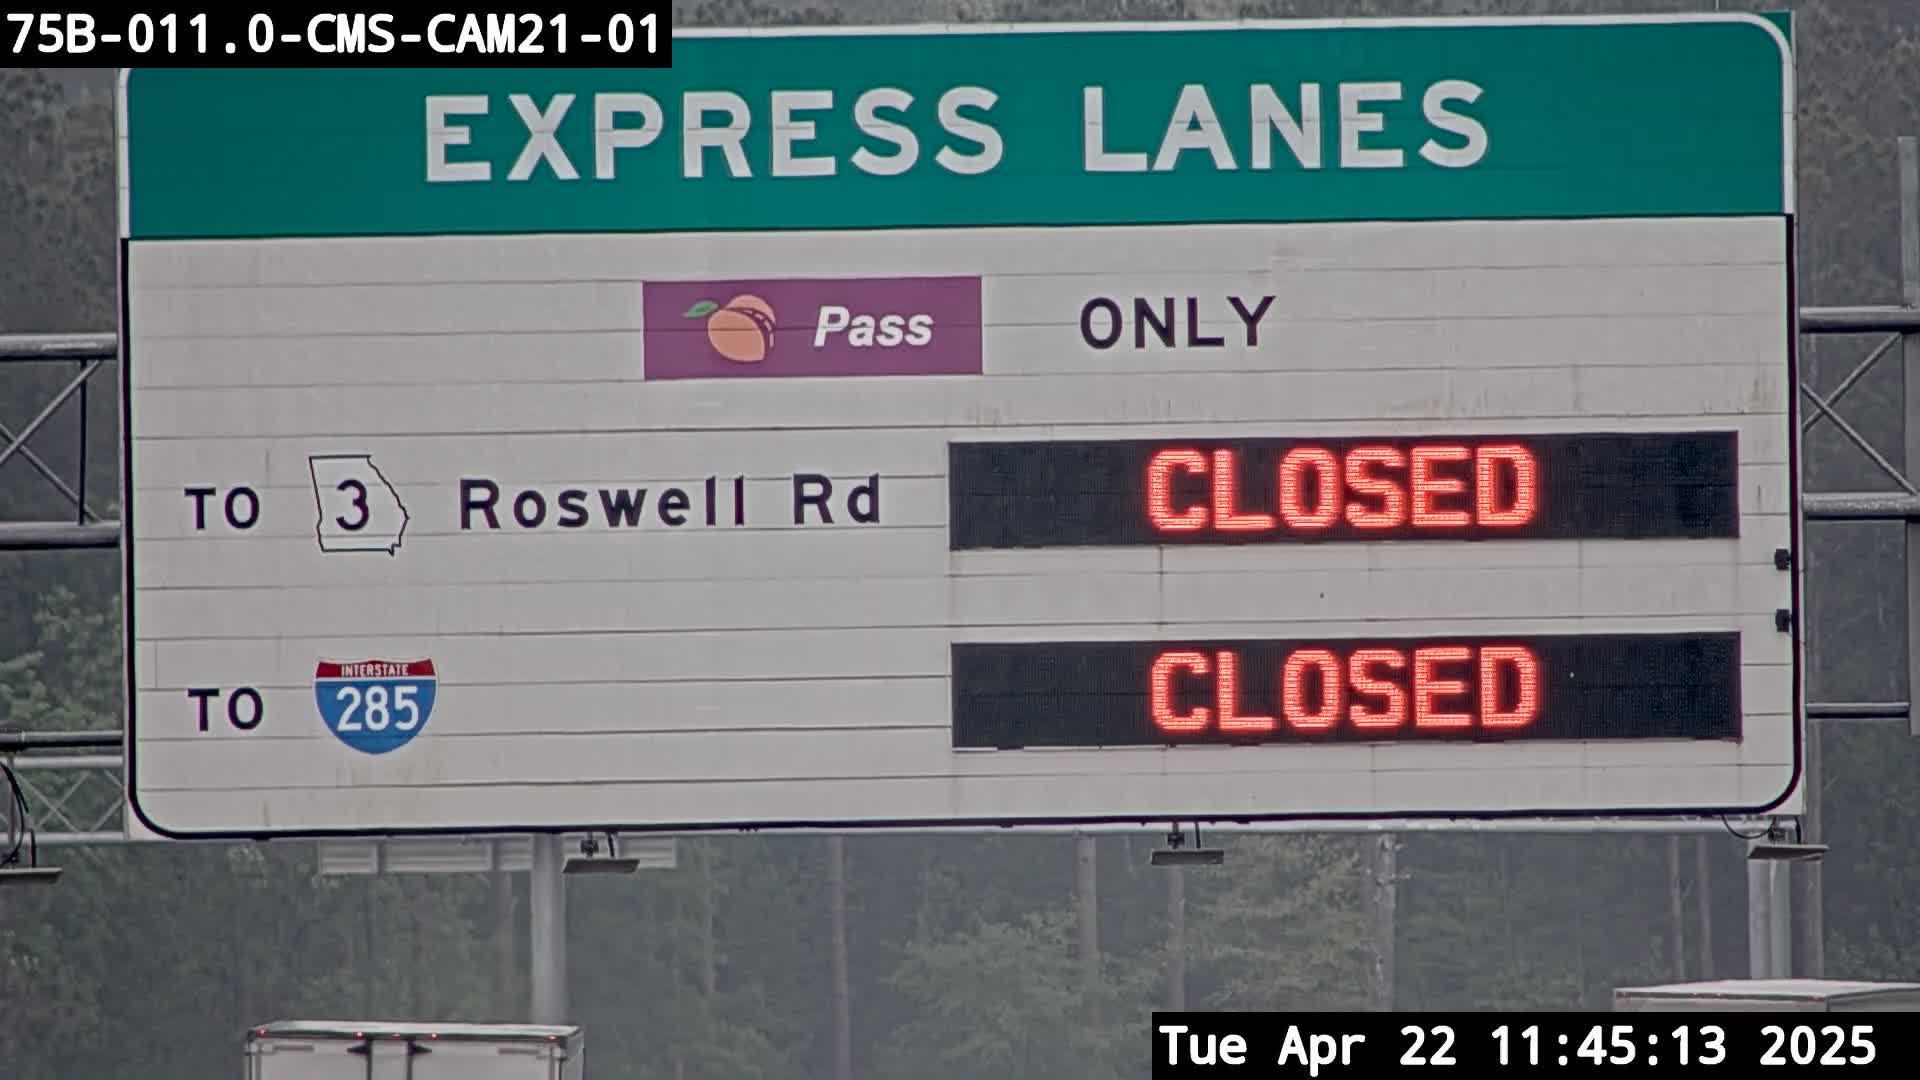 75B-011.0-CMS-CAM21-01
EXPRESS LANES
Pass ONLY
TO 3 Roswell Rd CLOSED
TO INTERSTATE 285 CLOSED
Tue Apr 22 11:45:13 2025